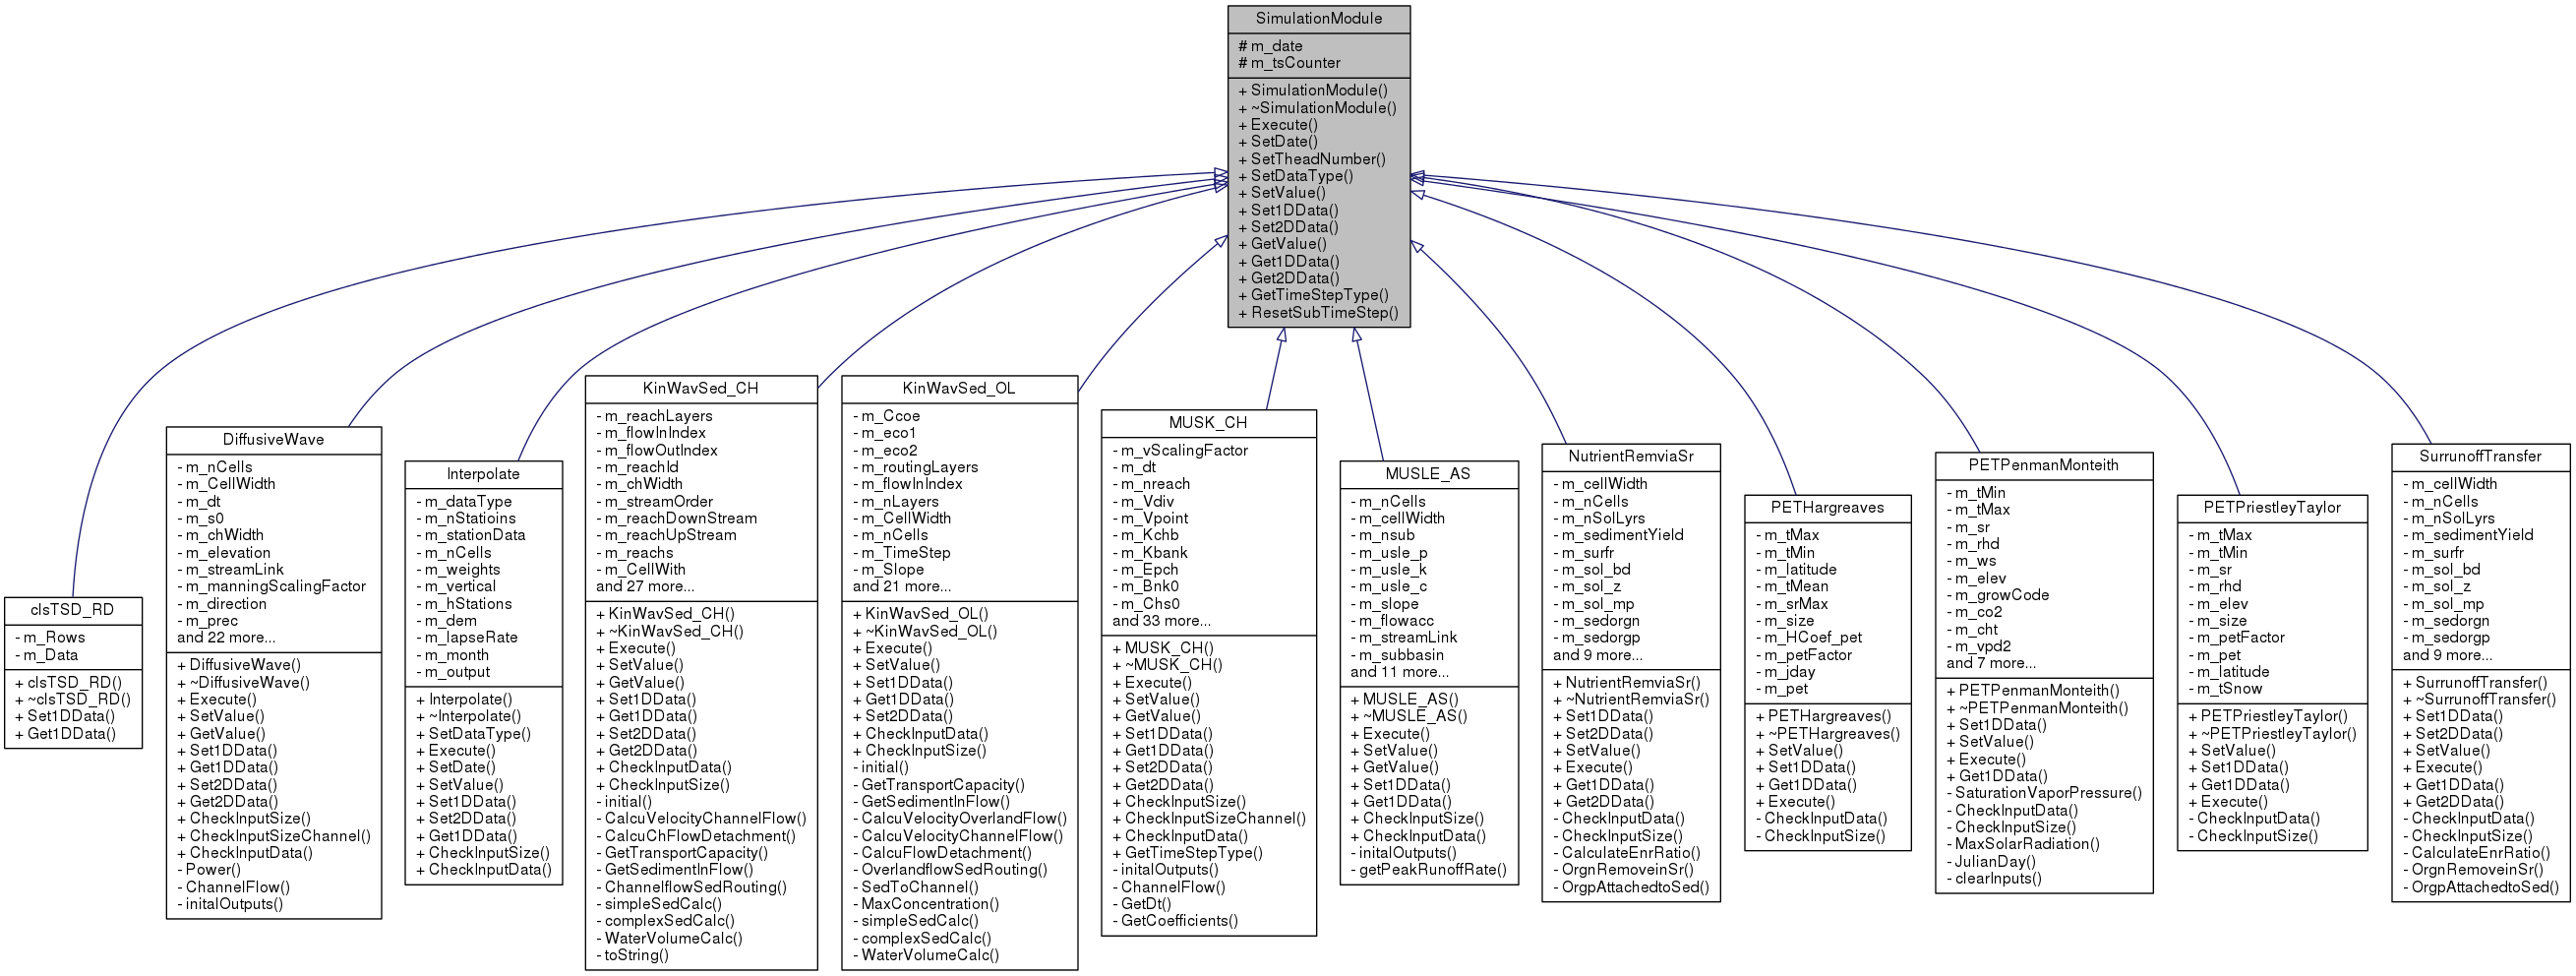 SimulationModule
# m_date
# m_tsCounter
+ SimulationModule()
+ ~SimulationModule()
+ Execute()
+ SetDate()
+ SetTheadNumber()
+ SetDataType()
+ SetValue()
+ Set1DData()
+ Set2DData()
+ GetValue()
+ Get1DData()
+ Get2DData()
+ GetTimeStepType()
+ ResetSubTimeStep()
clsTSD_RD
- m_Rows
- m_Data
+ clsTSD_RD()
+ ~clsTSD_RD()
+ Set1DData()
+ Get1DData()
DiffusiveWave
- m_nCells
- m_CellWidth
- m_dt
- m_s0
- m_chWidth
- m_elevation
- m_streamLink
- m_manningScalingFactor
- m_direction
- m_prec
and 22 more...
+ DiffusiveWave()
+ ~DiffusiveWave()
+ Execute()
+ SetValue()
+ GetValue()
+ Set1DData()
+ Get1DData()
+ Set2DData()
+ Get2DData()
+ CheckInputSize()
+ CheckInputSizeChannel()
+ CheckInputData()
- Power()
- ChannelFlow()
- initalOutputs()
Interpolate
- m_dataType
- m_nStatioins
- m_stationData
- m_nCells
- m_weights
- m_vertical
- m_hStations
- m_dem
- m_lapseRate
- m_month
- m_output
+ Interpolate()
+ ~Interpolate()
+ SetDataType()
+ Execute()
+ SetDate()
+ SetValue()
+ Set1DData()
+ Set2DData()
+ Get1DData()
+ CheckInputSize()
+ CheckInputData()
KinWavSed_CH
- m_reachLayers
- m_flowInIndex
- m_flowOutIndex
- m_reachId
- m_chWidth
- m_streamOrder
- m_reachDownStream
- m_reachUpStream
- m_reachs
- m_CellWith
and 27 more...
+ KinWavSed_CH()
+ ~KinWavSed_CH()
+ Execute()
+ SetValue()
+ GetValue()
+ Set1DData()
+ Get1DData()
+ Set2DData()
+ Get2DData()
+ CheckInputData()
+ CheckInputSize()
- initial()
- CalcuVelocityChannelFlow()
- CalcuChFlowDetachment()
- GetTransportCapacity()
- GetSedimentInFlow()
- ChannelflowSedRouting()
- simpleSedCalc()
- complexSedCalc()
- WaterVolumeCalc()
- toString()
KinWavSed_OL
- m_Ccoe
- m_eco1
- m_eco2
- m_routingLayers
- m_flowInIndex
- m_nLayers
- m_CellWidth
- m_nCells
- m_TimeStep
- m_Slope
and 21 more...
+ KinWavSed_OL()
+ ~KinWavSed_OL()
+ Execute()
+ SetValue()
+ Set1DData()
+ Get1DData()
+ Set2DData()
+ CheckInputData()
+ CheckInputSize()
- initial()
- GetTransportCapacity()
- GetSedimentInFlow()
- CalcuVelocityOverlandFlow()
- CalcuVelocityChannelFlow()
- CalcuFlowDetachment()
- OverlandflowSedRouting()
- SedToChannel()
- MaxConcentration()
- simpleSedCalc()
- complexSedCalc()
- WaterVolumeCalc()
MUSK_CH
- m_vScalingFactor
- m_dt
- m_nreach
- m_Vdiv
- m_Vpoint
- m_Kchb
- m_Kbank
- m_Epch
- m_Bnk0
- m_Chs0
and 33 more...
+ MUSK_CH()
+ ~MUSK_CH()
+ Execute()
+ SetValue()
+ GetValue()
+ Set1DData()
+ Get1DData()
+ Set2DData()
+ Get2DData()
+ CheckInputSize()
+ CheckInputSizeChannel()
+ CheckInputData()
+ GetTimeStepType()
- initalOutputs()
- ChannelFlow()
- GetDt()
- GetCoefficients()
MUSLE_AS
- m_nCells
- m_cellWidth
- m_nsub
- m_usle_p
- m_usle_k
- m_usle_c
- m_slope
- m_flowacc
- m_streamLink
- m_subbasin
and 11 more...
+ MUSLE_AS()
+ ~MUSLE_AS()
+ Execute()
+ SetValue()
+ GetValue()
+ Set1DData()
+ Get1DData()
+ CheckInputSize()
+ CheckInputData()
- initalOutputs()
- getPeakRunoffRate()
NutrientRemviaSr
- m_cellWidth
- m_nCells
- m_nSolLyrs
- m_sedimentYield
- m_surfr
- m_sol_bd
- m_sol_z
- m_sol_mp
- m_sedorgn
- m_sedorgp
and 9 more...
+ NutrientRemviaSr()
+ ~NutrientRemviaSr()
+ Set1DData()
+ Set2DData()
+ SetValue()
+ Execute()
+ Get1DData()
+ Get2DData()
- CheckInputData()
- CheckInputSize()
- CalculateEnrRatio()
- OrgnRemoveinSr()
- OrgpAttachedtoSed()
PETHargreaves
- m_tMax
- m_tMin
- m_latitude
- m_tMean
- m_srMax
- m_size
- m_HCoef_pet
- m_petFactor
- m_jday
- m_pet
+ PETHargreaves()
+ ~PETHargreaves()
+ SetValue()
+ Set1DData()
+ Get1DData()
+ Execute()
- CheckInputData()
- CheckInputSize()
PETPenmanMonteith
- m_tMin
- m_tMax
- m_sr
- m_rhd
- m_ws
- m_elev
- m_growCode
- m_co2
- m_cht
- m_vpd2
and 7 more...
+ PETPenmanMonteith()
+ ~PETPenmanMonteith()
+ Set1DData()
+ SetValue()
+ Execute()
+ Get1DData()
- SaturationVaporPressure()
- CheckInputData()
- CheckInputSize()
- MaxSolarRadiation()
- JulianDay()
- clearInputs()
PETPriestleyTaylor
- m_tMax
- m_tMin
- m_sr
- m_rhd
- m_elev
- m_size
- m_petFactor
- m_pet
- m_latitude
- m_tSnow
+ PETPriestleyTaylor()
+ ~PETPriestleyTaylor()
+ SetValue()
+ Set1DData()
+ Get1DData()
+ Execute()
- CheckInputData()
- CheckInputSize()
SurrunoffTransfer
- m_cellWidth
- m_nCells
- m_nSolLyrs
- m_sedimentYield
- m_surfr
- m_sol_bd
- m_sol_z
- m_sol_mp
- m_sedorgn
- m_sedorgp
and 9 more...
+ SurrunoffTransfer()
+ ~SurrunoffTransfer()
+ Set1DData()
+ Set2DData()
+ SetValue()
+ Execute()
+ Get1DData()
+ Get2DData()
- CheckInputData()
- CheckInputSize()
- CalculateEnrRatio()
- OrgnRemoveinSr()
- OrgpAttachedtoSed()